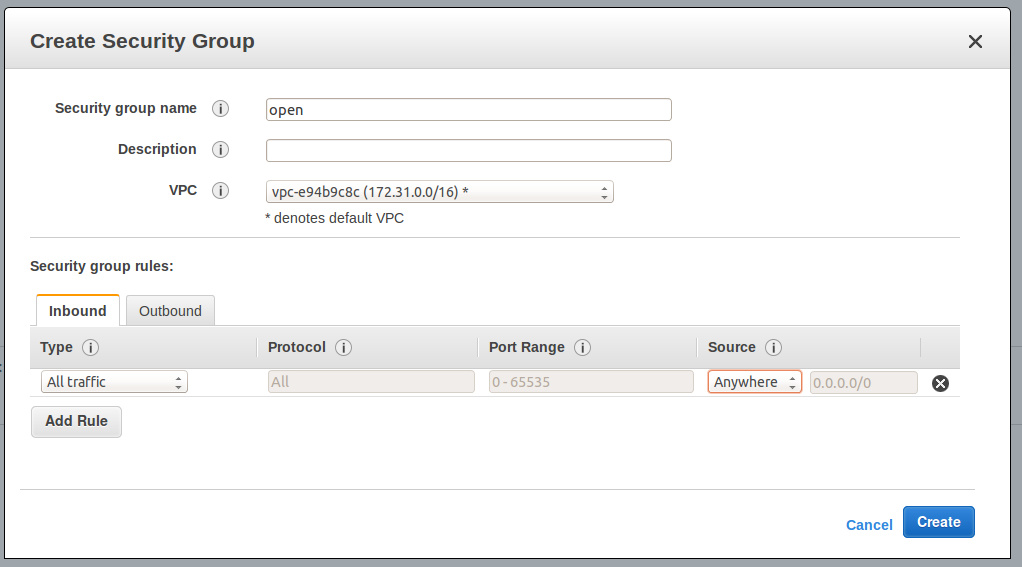 Create Security Group
Security group name i open
Description i
VPC i vpc-e94b9c8c (172.31.0.0/16) *
* denotes default VPC
Security group rules:
Inbound Outbound
Type i Protocol i Port Range i Source i
All traffic All 0 - 65535 Anywhere 0.0.0.0/0
Add Rule
Cancel Create